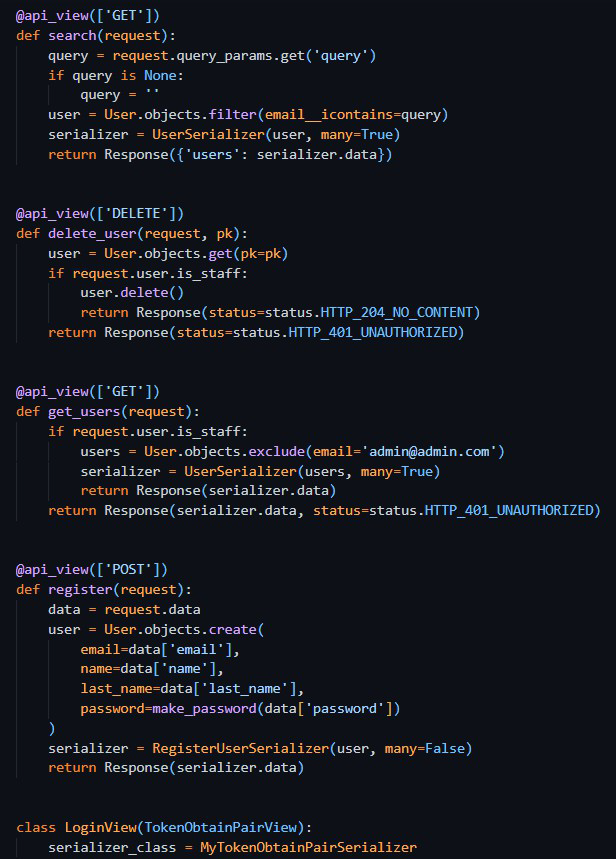 @api_view(['GET'])
def search(request):
    query = request.query_params.get('query')
    if query is None:
        query = ''
    user = User.objects.filter(email__icontains=query)
    serializer = UserSerializer(user, many=True)
    return Response({'users': serializer.data})
@api_view(['DELETE'])
def delete_user(request, pk):
    user = User.objects.get(pk=pk)
    if request.user.is_staff:
        user.delete()
        return Response(status=status.HTTP_204_NO_CONTENT)
    return Response(status=status.HTTP_401_UNAUTHORIZED)
@api_view(['GET'])
def get_users(request):
    if request.user.is_staff:
        users = User.objects.exclude(email='admin@admin.com')
        serializer = UserSerializer(users, many=True)
        return Response(serializer.data)
    return Response(serializer.data, status=status.HTTP_401_UNAUTHORIZED)
@api_view(['POST'])
def register(request):
    data = request.data
    user = User.objects.create(
        email=data['email'],
        name=data['name'],
        last_name=data['last_name'],
        password=make_password(data['password'])
    )
    serializer = RegisterUserSerializer(user, many=False)
    return Response(serializer.data)
class LoginView(TokenObtainPairView):
    serializer_class = MyTokenObtainPairSerializer